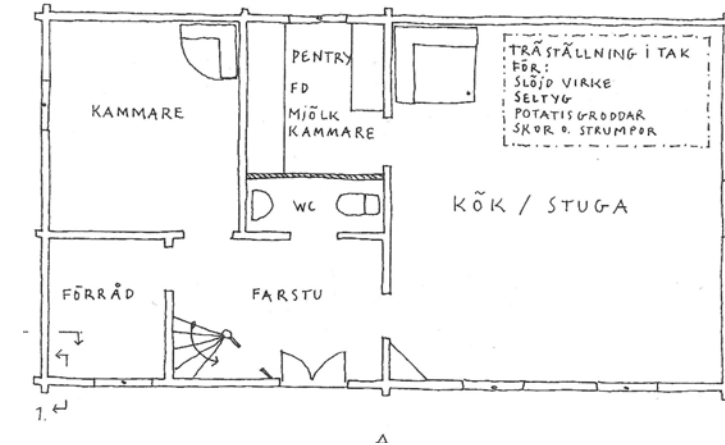 KAMMARE
PENTRY
FD
MJÖLK
KAMMARE
TRÄSTÄLLNING I TAK
FÖR:
SLÖJD VIRKE
SELTYG
POTATISGRODDAR
SKOR O. STRUMPOR
WC
KÖK / STUGA
FÖRRÅD
FARSTU
1.